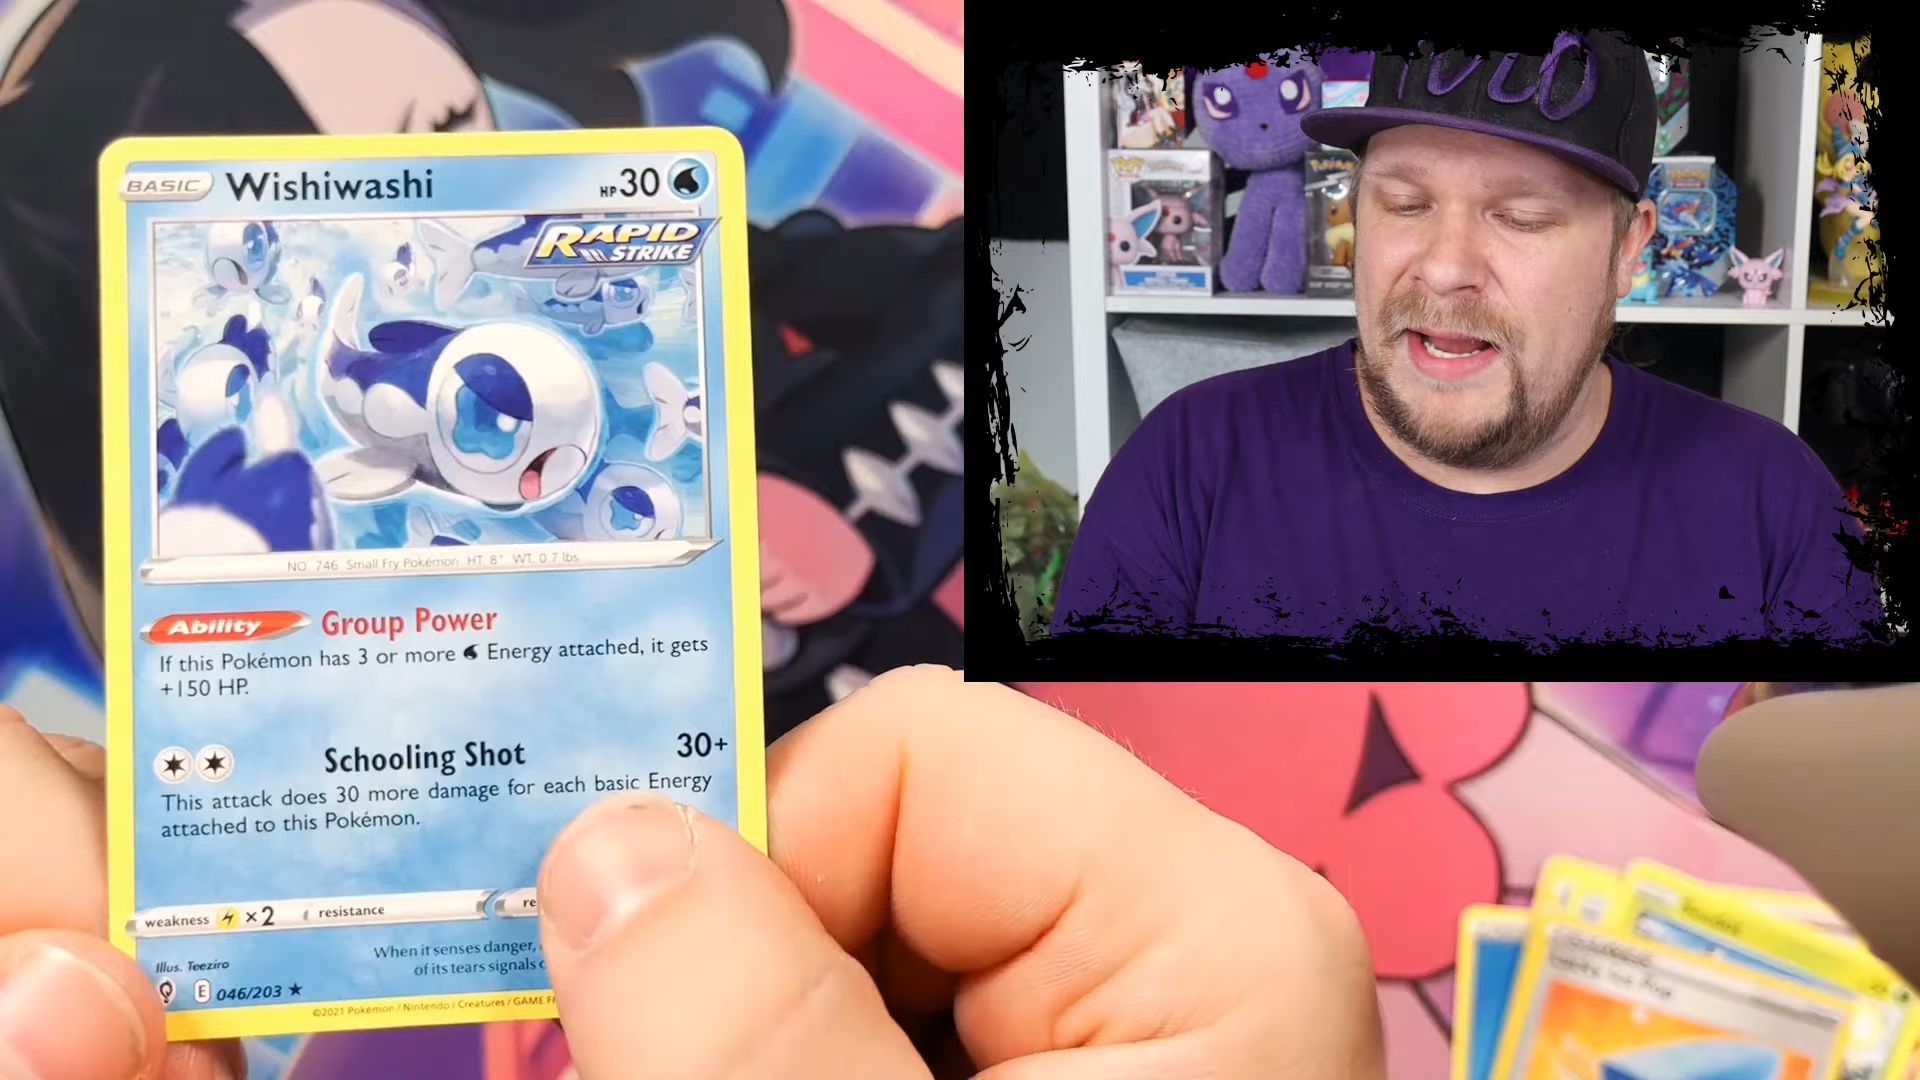 BASIC Wishiwashi HP 30
RAPID
STRIKE
NO. 746 Small Fry Pokémon HT 8" WT. 0.7 lbs
Ability Group Power
If this Pokémon has 3 or more Energy attached, it gets
+150 HP.
Schooling Shot 30+
This attack does 30 more damage for each basic Energy
attached to this Pokémon.
weakness ×2 resistance re
When it senses danger,
of its tears signals
Illus. Teeziro
E 046/203 ★
©2021 Pokémon / Nintendo / Creatures / GAME F
POP!
POKÉMON